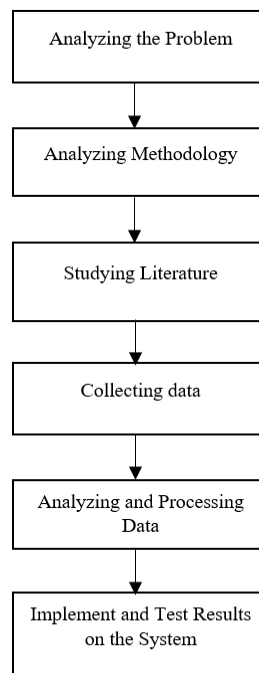 Analyzing the Problem
Analyzing Methodology
Studying Literature
Collecting data
Analyzing and Processing
Data
Implement and Test Results
on the System